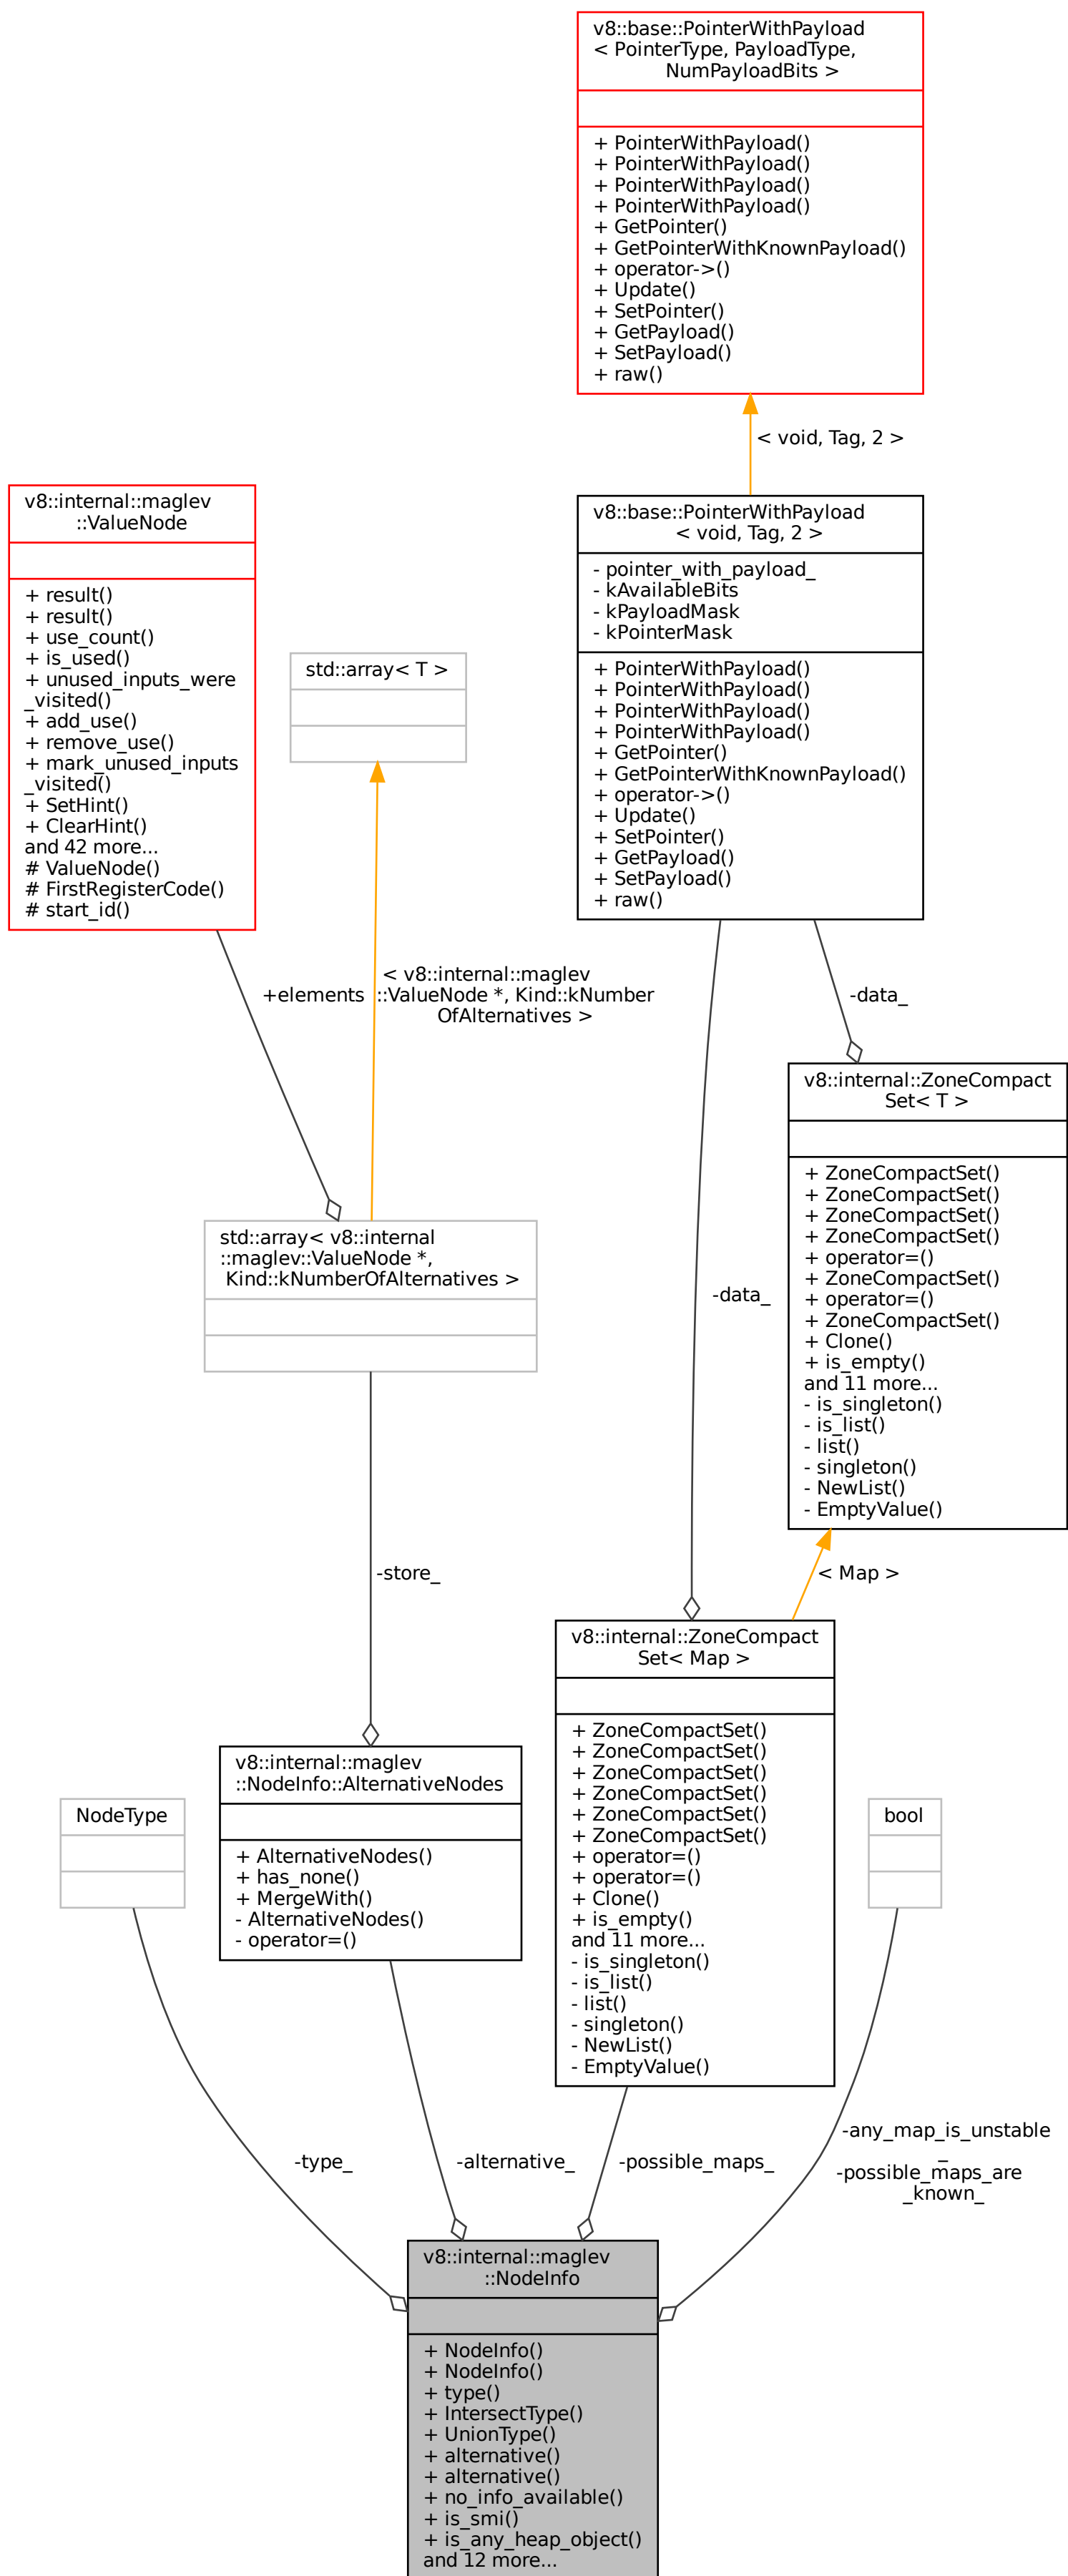 v8::base::PointerWithPayload
< PointerType, PayloadType,
NumPayloadBits >
+ PointerWithPayload()
+ PointerWithPayload()
+ PointerWithPayload()
+ PointerWithPayload()
+ GetPointer()
+ GetPointerWithKnownPayload()
+ operator->()
+ Update()
+ SetPointer()
+ GetPayload()
+ SetPayload()
+ raw()
< void, Tag, 2 >
v8::internal::maglev
::ValueNode
+ result()
+ result()
+ use_count()
+ is_used()
+ unused_inputs_were
_visited()
+ add_use()
+ remove_use()
+ mark_unused_inputs
_visited()
+ SetHint()
+ ClearHint()
and 42 more...
# ValueNode()
# FirstRegisterCode()
# start_id()
std::array< T >
v8::base::PointerWithPayload
< void, Tag, 2 >
- pointer_with_payload_
- kAvailableBits
- kPayloadMask
- kPointerMask
+ PointerWithPayload()
+ PointerWithPayload()
+ PointerWithPayload()
+ PointerWithPayload()
+ GetPointer()
+ GetPointerWithKnownPayload()
+ operator->()
+ Update()
+ SetPointer()
+ GetPayload()
+ SetPayload()
+ raw()
+elements
< v8::internal::maglev
::ValueNode *, Kind::kNumber
OfAlternatives >
-data_
v8::internal::ZoneCompact
Set< T >
+ ZoneCompactSet()
+ ZoneCompactSet()
+ ZoneCompactSet()
+ ZoneCompactSet()
+ operator=()
+ ZoneCompactSet()
+ operator=()
+ ZoneCompactSet()
+ Clone()
+ is_empty()
and 11 more...
- is_singleton()
- is_list()
- list()
- singleton()
- NewList()
- EmptyValue()
std::array< v8::internal
::maglev::ValueNode *,
Kind::kNumberOfAlternatives >
-data_
-store_
< Map >
v8::internal::ZoneCompact
Set< Map >
+ ZoneCompactSet()
+ ZoneCompactSet()
+ ZoneCompactSet()
+ ZoneCompactSet()
+ ZoneCompactSet()
+ ZoneCompactSet()
+ operator=()
+ operator=()
+ Clone()
+ is_empty()
and 11 more...
- is_singleton()
- is_list()
- list()
- singleton()
- NewList()
- EmptyValue()
v8::internal::maglev
::NodeInfo::AlternativeNodes
+ AlternativeNodes()
+ has_none()
+ MergeWith()
- AlternativeNodes()
- operator=()
NodeType
bool
-type_
-alternative_
-possible_maps_
-any_map_is_unstable
_
-possible_maps_are
_known_
v8::internal::maglev
::NodeInfo
+ NodeInfo()
+ NodeInfo()
+ type()
+ IntersectType()
+ UnionType()
+ alternative()
+ alternative()
+ no_info_available()
+ is_smi()
+ is_any_heap_object()
and 12 more...